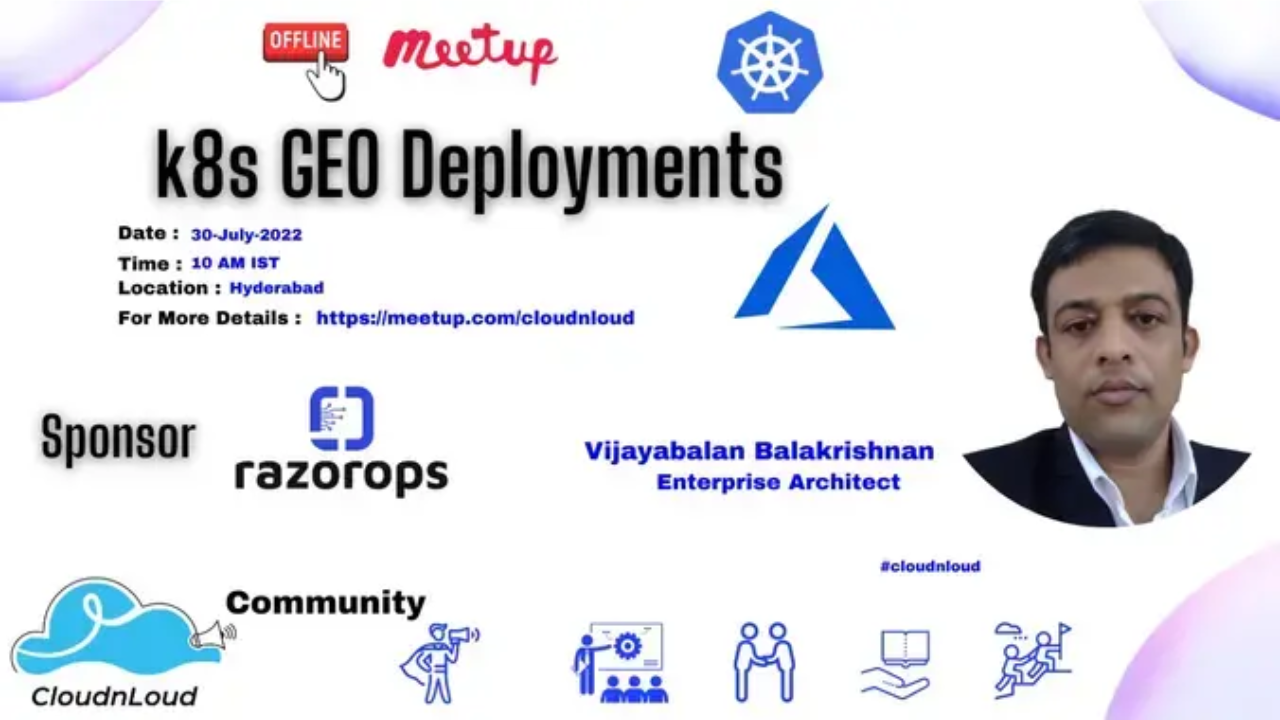 OFFLINE
meetup
k8s GEO Deployments
Date : 30-July-2022
Time : 10 AM IST
Location : Hyderabad
For More Details : https://meetup.com/cloudnloud
Sponsor
razorops
Vijayabalan Balakrishnan
Enterprise Architect
#cloudnloud
Community
CloudnLoud